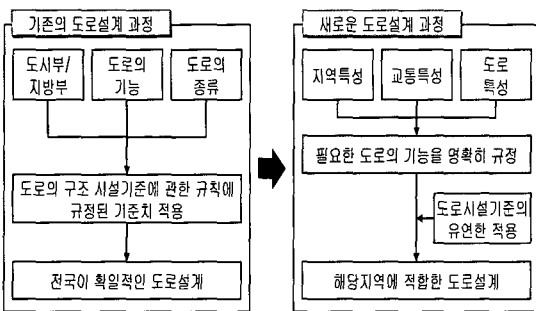 기존의 도로설계 과정
도시부/
지방부
도로의
기능
도로의
종류
도로의 구조 시설기준에 관한 규칙에
규정된 기준치 적용
전국이 획일적인 도로설계
새로운 도로설계 과정
지역특성
교통특성
도로
특성
필요한 도로의 기능을 명확히 규정
도로시설기준의
유연한 적용
해당지역에 적합한 도로설계